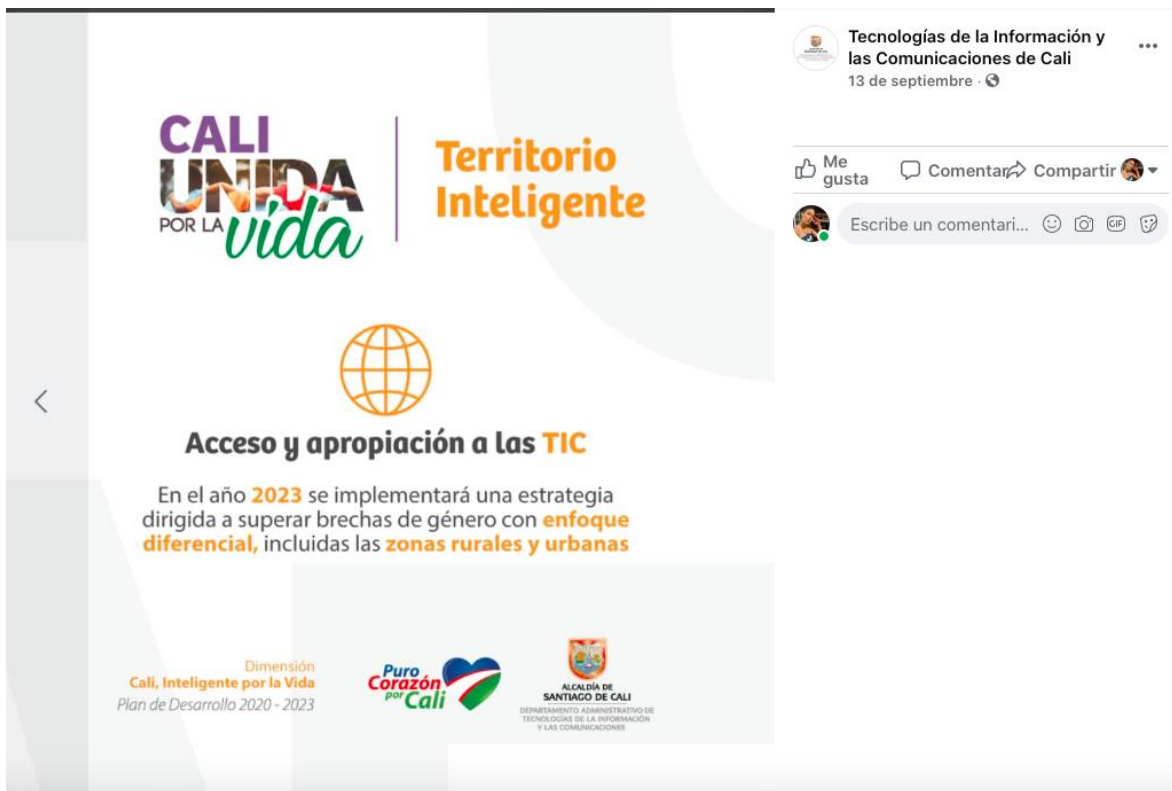 CALI
UNIDA
POR LA vida
Territorio
Inteligente
Acceso y apropiación a las TIC
En el año 2023 se implementará una estrategia
dirigida a superar brechas de género con enfoque
diferencial, incluidas las zonas rurales y urbanas
Dimensión
Cali, Inteligente por la Vida
Plan de Desarrollo 2020 - 2023
Puro
Corazón
por Cali
ALCALDÍA DE
SANTIAGO DE CALI
DEPARTAMENTO ADMINISTRATIVO DE
TECNOLOGÍAS DE LA INFORMACIÓN
Y LAS COMUNICACIONES
Tecnologías de la Información y
las Comunicaciones de Cali
13 de septiembre ·
Me
gusta
Comentar
Compartir
Escribe un comentari...
GIF